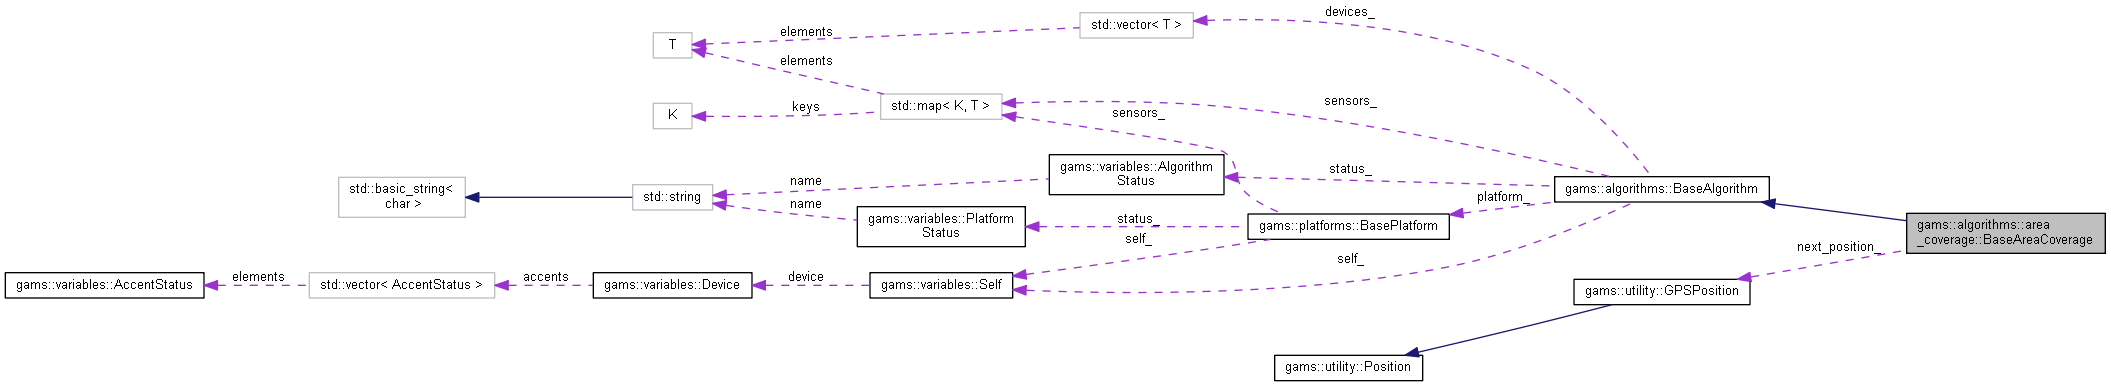 devices_
std::vector< T >
elements
T
elements
sensors_
std::map< K, T >
keys
K
sensors_
gams::variables::Algorithm
Status
status_
gams::algorithms::BaseAlgorithm
name
std::basic_string<
char >
std::string
name
platform_
gams::variables::Platform
Status
status_
gams::platforms::BasePlatform
gams::algorithms::area
_coverage::BaseAreaCoverage
self_
next_position_
self_
elements
accents
device
gams::variables::AccentStatus
std::vector< AccentStatus >
gams::variables::Device
gams::variables::Self
gams::utility::GPSPosition
gams::utility::Position